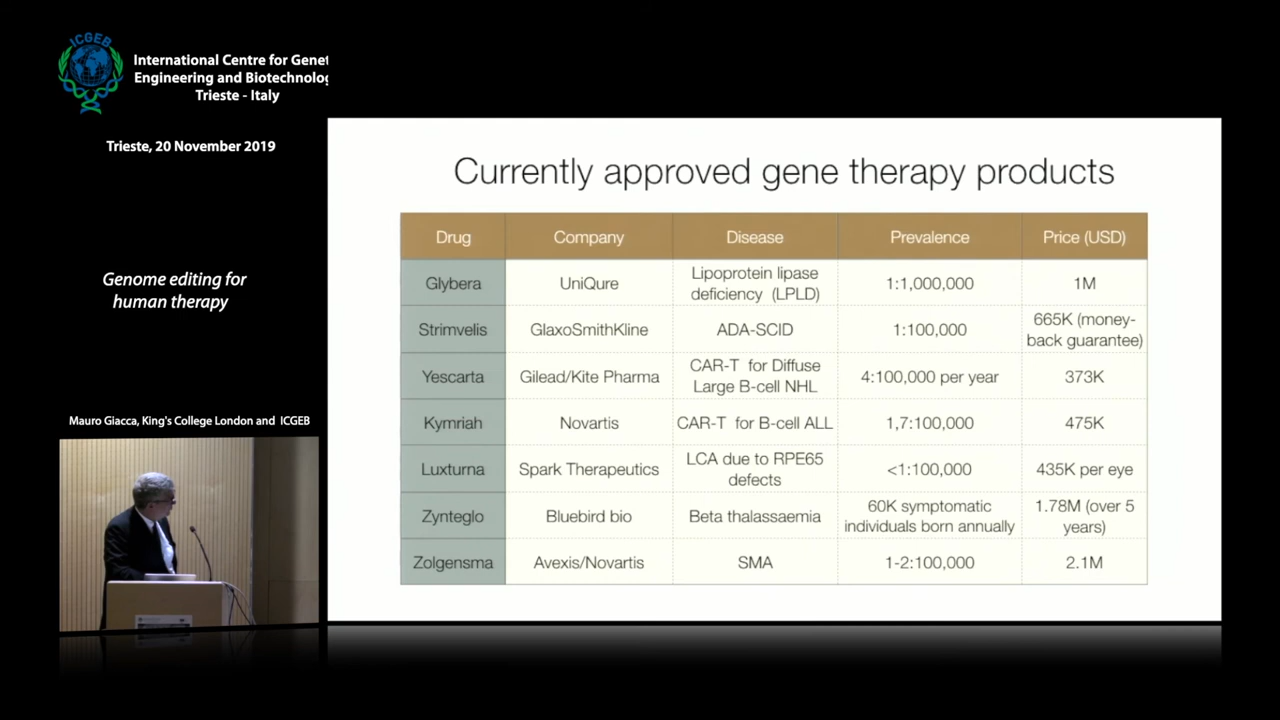 ICGEB
International Centre for Genet
Engineering and Biotechnolog
Trieste - Italy
Trieste, 20 November 2019
Genome editing for
human therapy
Mauro Giacca, King's College London and ICGEB
Currently approved gene therapy products
Drug Company Disease Prevalence Price (USD)
Glybera UniQure Lipoprotein lipase deficiency (LPLD) 1:1,000,000 1M
Strimvelis GlaxoSmithKline ADA-SCID 1:100,000 665K (money-back guarantee)
Yescarta Gilead/Kite Pharma CAR-T for Diffuse Large B-cell NHL 4:100,000 per year 373K
Kymriah Novartis CAR-T for B-cell ALL 1,7:100,000 475K
Luxturna Spark Therapeutics LCA due to RPE65 defects <1:100,000 435K per eye
Zynteglo Bluebird bio Beta thalassaemia 60K symptomatic individuals born annually 1.78M (over 5 years)
Zolgensma Avexis/Novartis SMA 1-2:100,000 2.1M